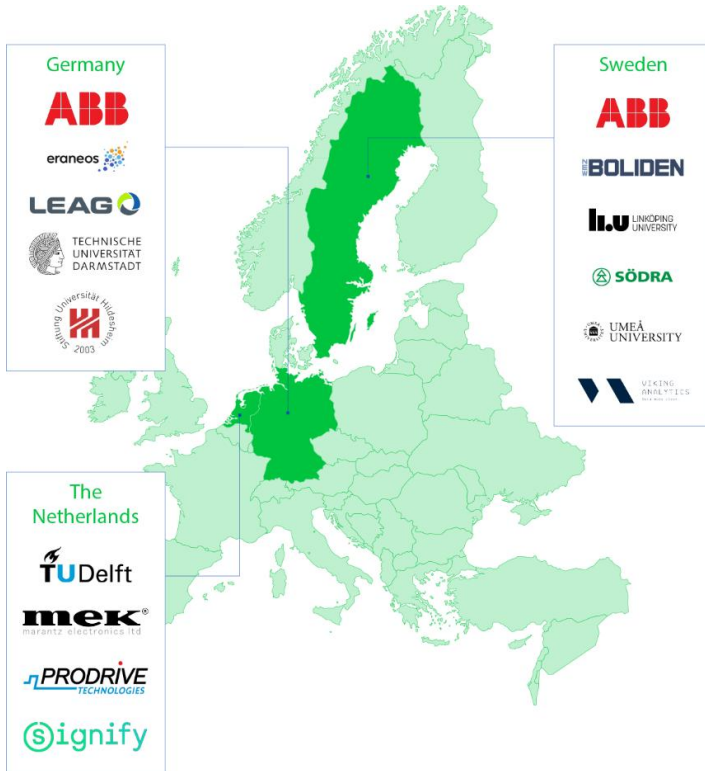 Germany
ABB
eraneos
LEAG
TECHNISCHE
UNIVERSITÄT
DARMSTADT
Stiftung Universität Hildesheim
2003
Sweden
ABB
BOLIDEN
li.u LINKÖPING
UNIVERSITY
SÖDRA
UMEÅ
UNIVERSITY
VIKING
ANALYTICS
The
Netherlands
TUDelft
mek®
marantz electronics ltd
PRODRIVE
TECHNOLOGIES
signify